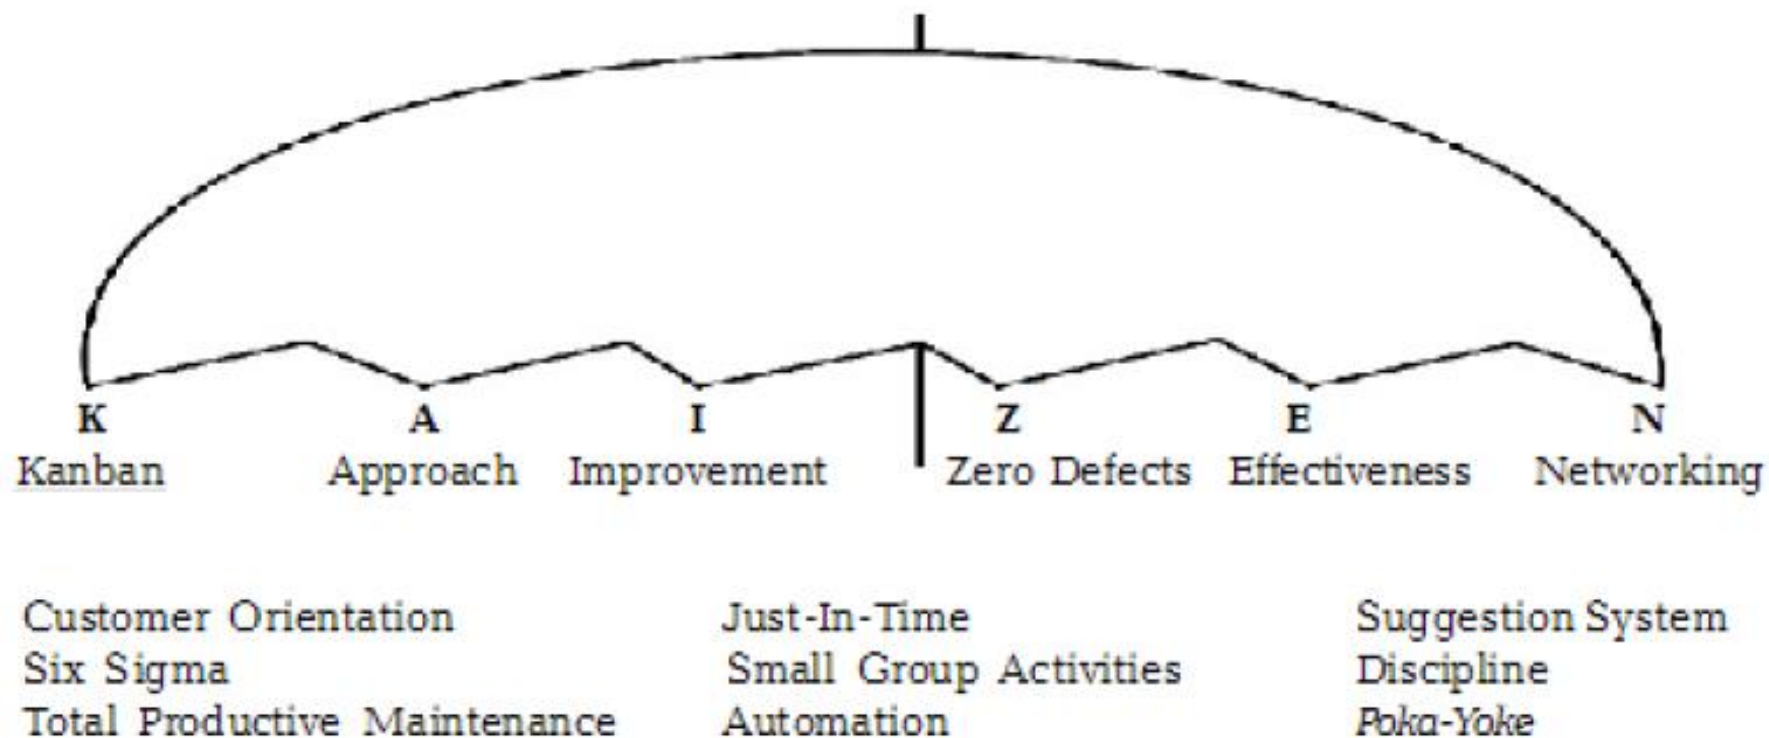 K A I Z E N
Kanban Approach Improvement Zero Defects Effectiveness Networking
Customer Orientation Just-In-Time Suggestion System
Six Sigma Small Group Activities Discipline
Total Productive Maintenance Automation Poka-Yoke